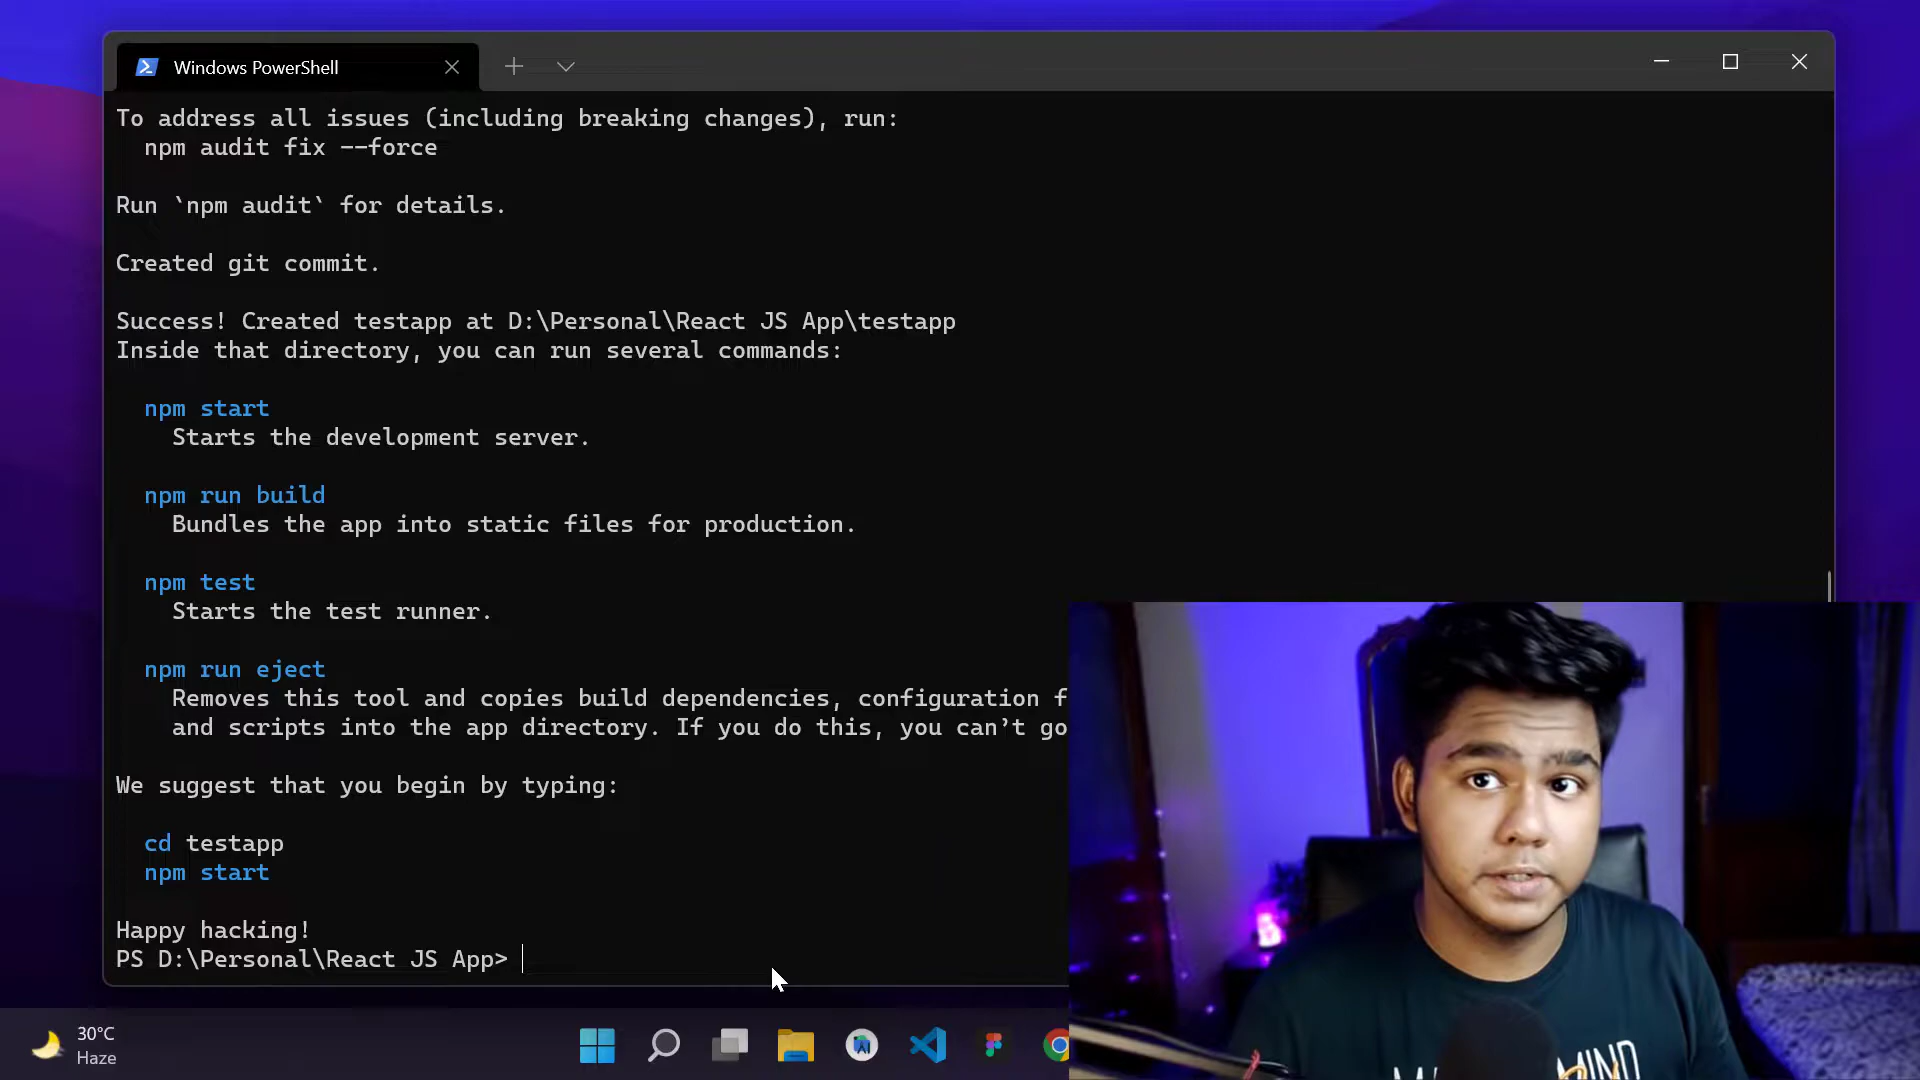 Windows PowerShell
To address all issues (including breaking changes), run:
npm audit fix --force
Run `npm audit` for details.
Created git commit.
Success! Created testapp at D:\Personal\React JS App\testapp
Inside that directory, you can run several commands:
npm start
Starts the development server.
npm run build
Bundles the app into static files for production.
npm test
Starts the test runner.
npm run eject
Removes this tool and copies build dependencies, configuration f
and scripts into the app directory. If you do this, you can’t go
We suggest that you begin by typing:
cd testapp
npm start
Happy hacking!
PS D:\Personal\React JS App>
30°C
Haze
MIND